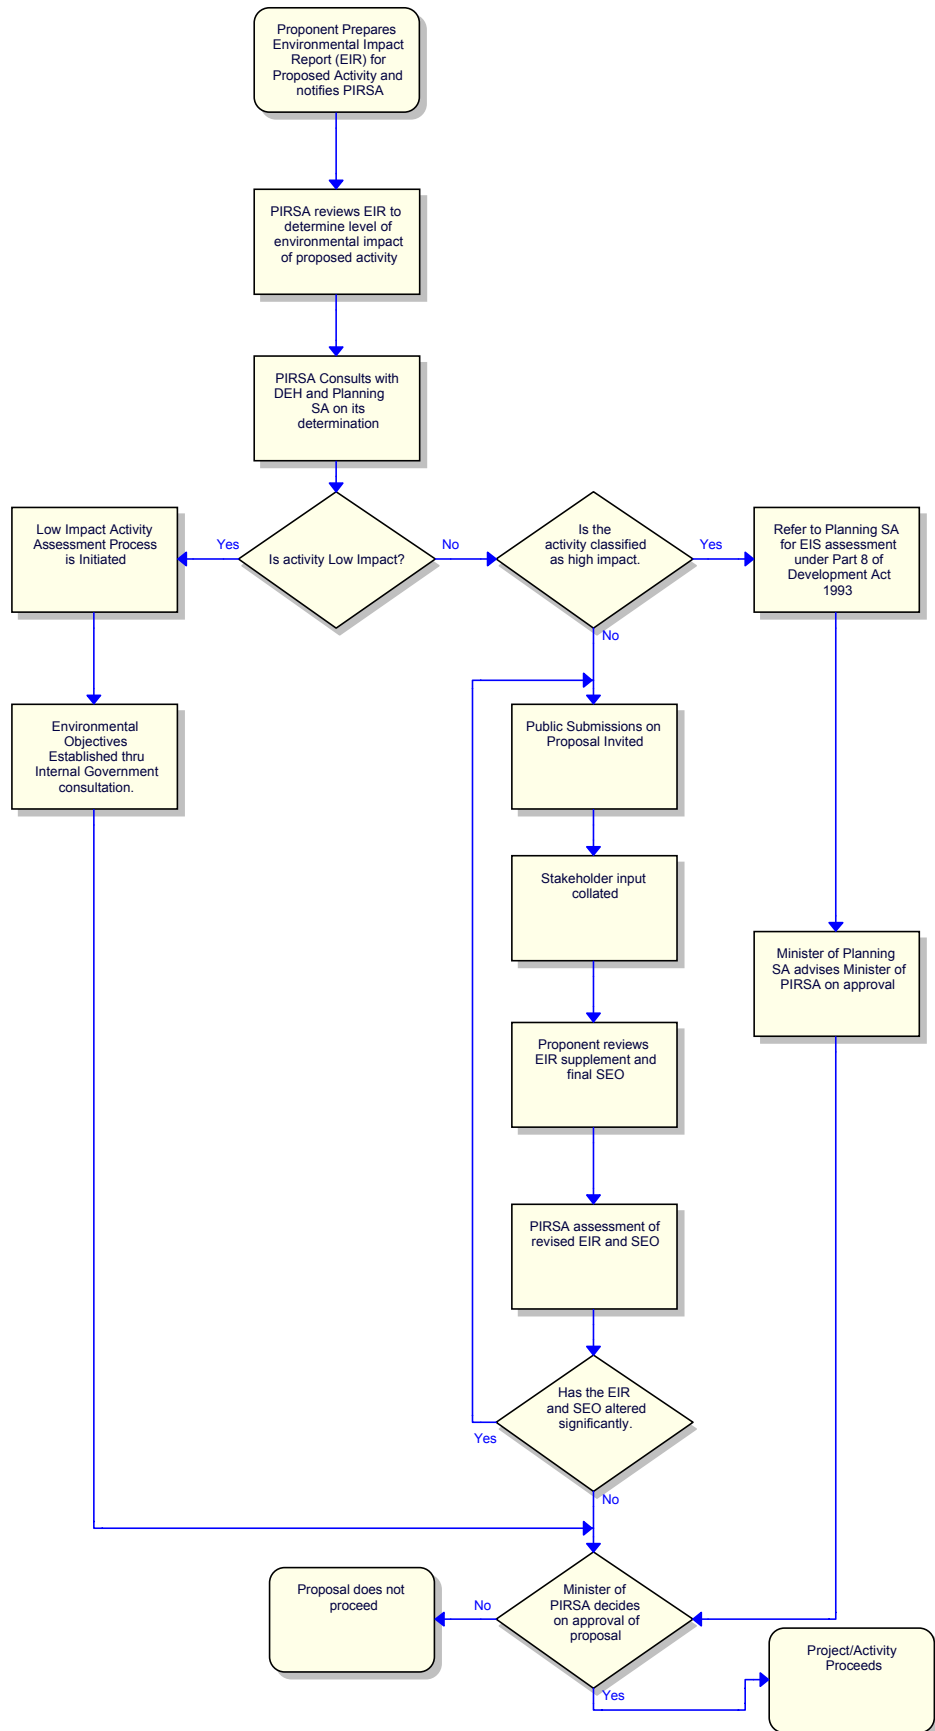 Proponent Prepares
Environmental Impact
Report (EIR) for
Proposed Activity and
notifies PIRSA
PIRSA reviews EIR to
determine level of
environmental impact
of proposed activity
PIRSA Consults with
DEH and Planning
SA on its
determination
Low Impact Activity
Assessment Process
is Initiated
Yes
Is activity Low Impact?
No
Is the
activity classified
as high impact.
Yes
Refer to Planning SA
for EIS assessment
under Part 8 of
Development Act
1993
No
Environmental
Objectives
Established thru
Internal Government
consultation.
Public Submissions on
Proposal Invited
Stakeholder input
collated
Minister of Planning
SA advises Minister of
PIRSA on approval
Proponent reviews
EIR supplement and
final SEO
PIRSA assessment of
revised EIR and SEO
Has the EIR
and SEO altered
significantly.
Yes
No
Proposal does not
proceed
No
Minister of
PIRSA decides
on approval of
proposal
Yes
Project/Activity
Proceeds